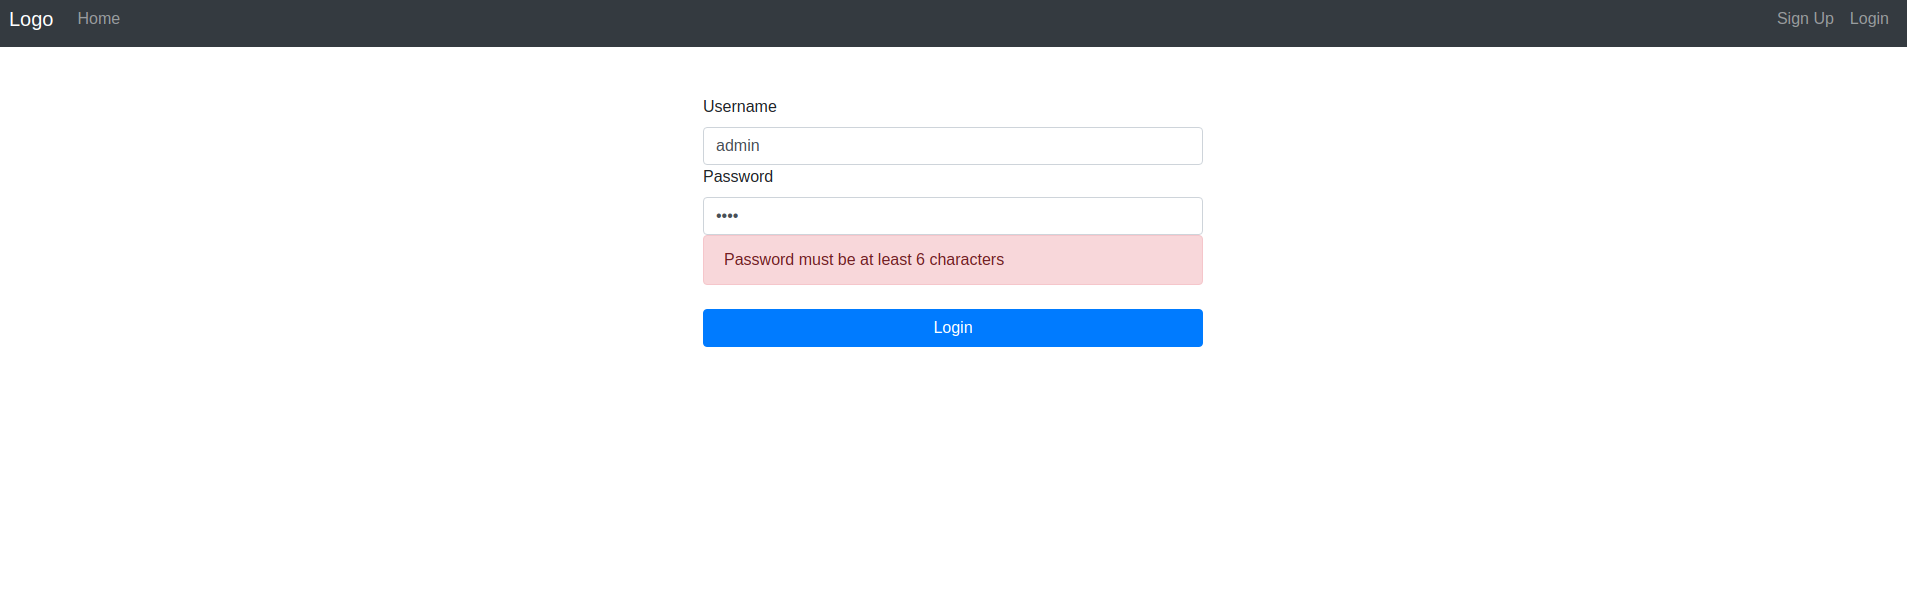 Logo Home Sign Up Login
Username
admin
Password
••••
Password must be at least 6 characters
Login